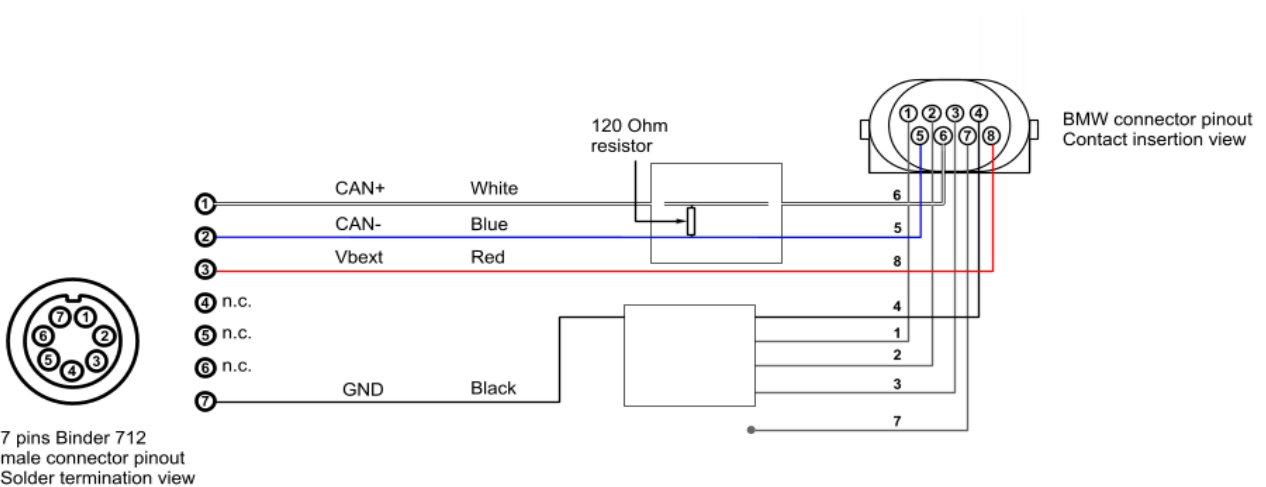 120 Ohm
resistor
1 2 3 4
5 6 7 8
BMW connector pinout
Contact insertion view
1 CAN+ White 6
2 CAN- Blue 5
3 Vbext Red 8
4 n.c. 4
5 n.c. 1
6 n.c. 2
7 GND Black 3
7
7 1
6 2
5 4 3
7 pins Binder 712
male connector pinout
Solder termination view